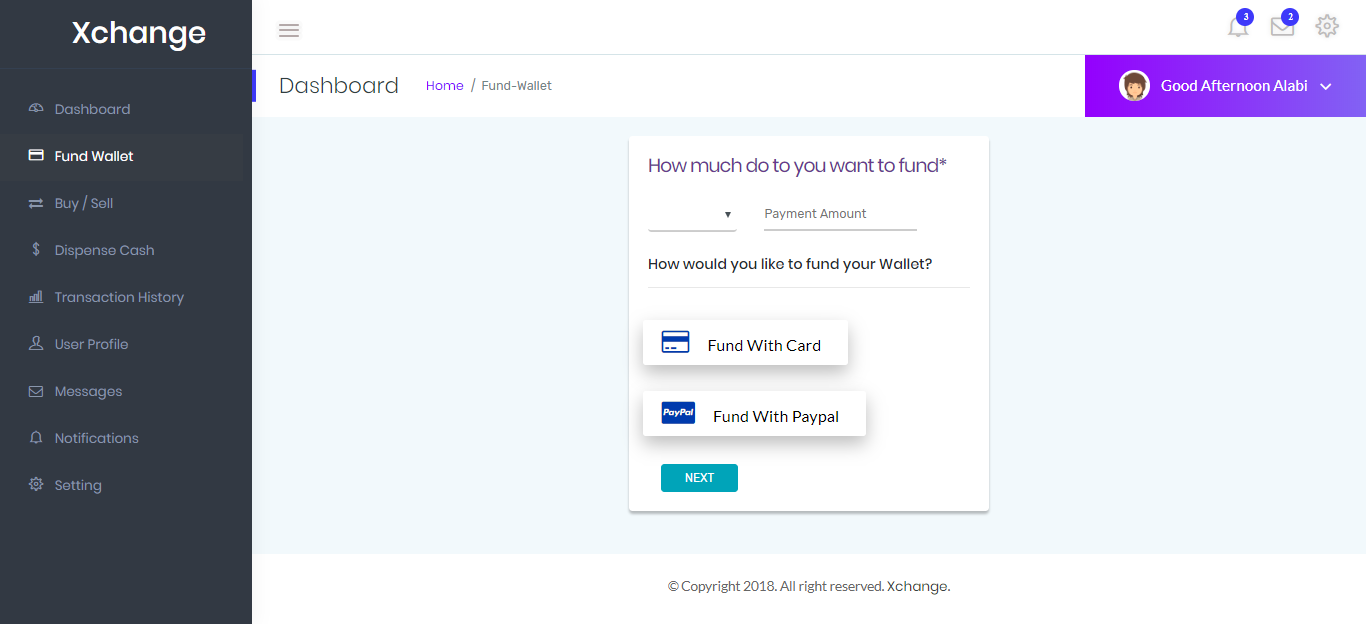 Xchange
3
2
Dashboard
Home / Fund-Wallet
Good Afternoon Alabi
Dashboard
Fund Wallet
Buy / Sell
Dispense Cash
Transaction History
User Profile
Messages
Notifications
Setting
How much do to you want to fund*
Payment Amount
How would you like to fund your Wallet?
Fund With Card
PayPal Fund With Paypal
NEXT
© Copyright 2018. All right reserved. Xchange.